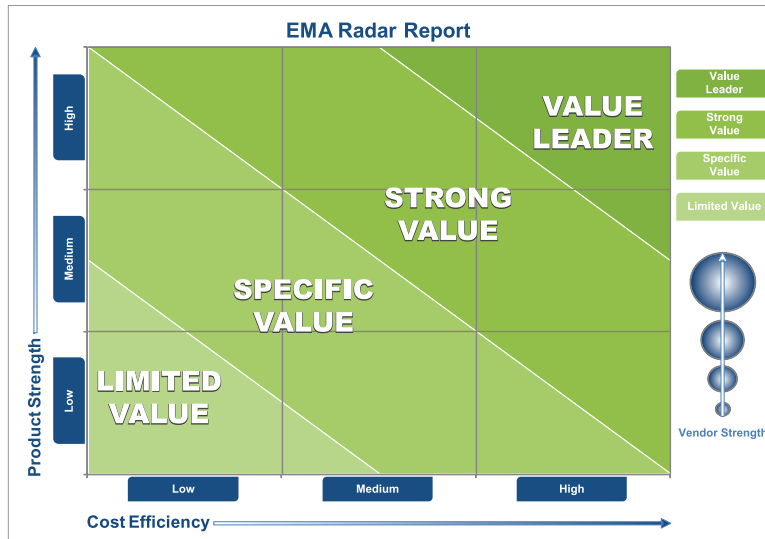 EMA Radar Report
Product Strength
High
Medium
Low
VALUE
LEADER
STRONG
VALUE
SPECIFIC
VALUE
LIMITED
VALUE
Low
Medium
High
Cost Efficiency
Value
Leader
Strong
Value
Specific
Value
Limited Value
Vendor Strength